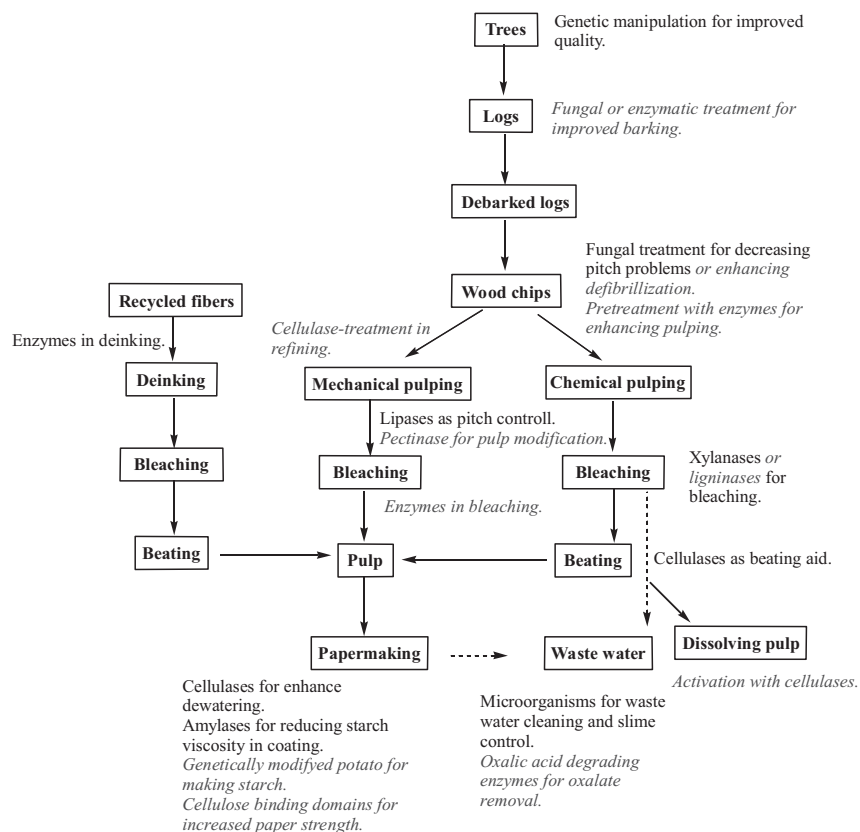 Trees
Genetic manipulation for improved
quality.
Logs
Fungal or enzymatic treatment for
improved barking.
Debarked logs
Fungal treatment for decreasing
pitch problems or enhancing
defibrillization.
Pretreatment with enzymes for
enhancing pulping.
Wood chips
Recycled fibers
Enzymes in deinking.
Cellulase-treatment in
refining.
Deinking
Mechanical pulping
Chemical pulping
Lipases as pitch controll.
Pectinase for pulp modification.
Bleaching
Bleaching
Bleaching
Xylanases or
ligninases for
bleaching.
Enzymes in bleaching.
Beating
Pulp
Beating
Cellulases as beating aid.
Papermaking
Waste water
Dissolving pulp
Activation with cellulases.
Cellulases for enhance
dewatering.
Amylases for reducing starch
viscosity in coating.
Genetically modifyed potato for
making starch.
Cellulose binding domains for
increased paper strength.
Microorganisms for waste
water cleaning and slime
control.
Oxalic acid degrading
enzymes for oxalate
removal.